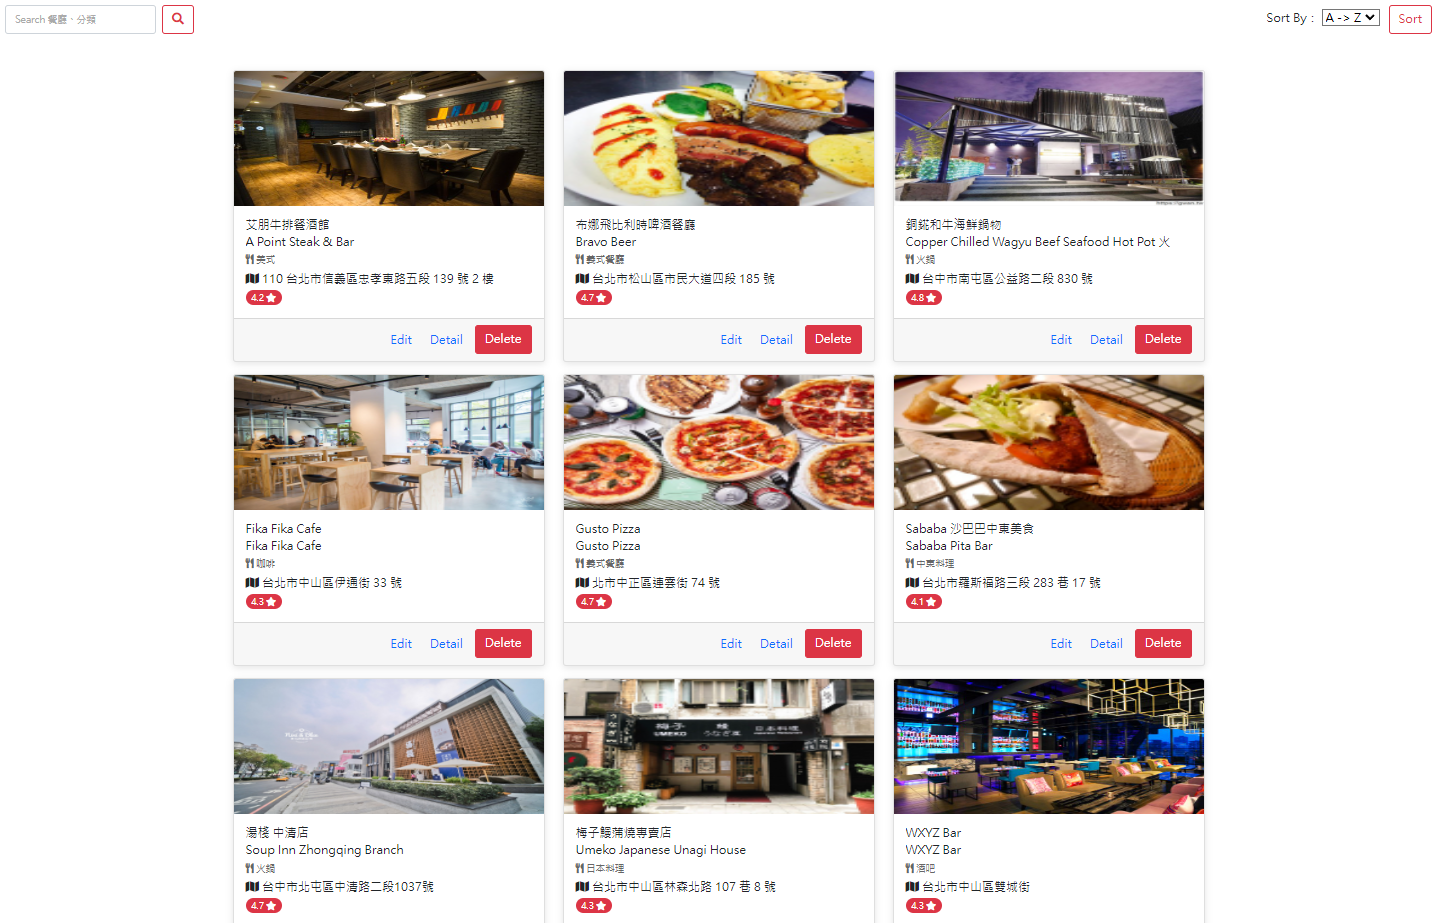 Search 餐廳、分類
Sort By :
A -> Z
Sort
艾朋牛排餐酒館
A Point Steak & Bar
美式
110 台北市信義區忠孝東路五段 139 號 2 樓
4.2
Edit Detail Delete
布娜飛比利時啤酒餐廳
Bravo Beer
義式餐廳
台北市松山區市民大道四段 185 號
4.7
Edit Detail Delete
銅鋩和牛海鮮鍋物
Copper Chilled Wagyu Beef Seafood Hot Pot 火
火鍋
台中市南屯區公益路二段 830 號
4.8
Edit Detail Delete
Fika Fika Cafe
Fika Fika Cafe
咖啡
台北市中山區伊通街 33 號
4.3
Edit Detail Delete
Gusto Pizza
Gusto Pizza
義式餐廳
北市中正區連雲街 74 號
4.7
Edit Detail Delete
Sababa 沙巴巴中東美食
Sababa Pita Bar
中東料理
台北市羅斯福路三段 283 巷 17 號
4.1
Edit Detail Delete
湯棧 中清店
Soup Inn Zhongqing Branch
火鍋
台中市北屯區中清路二段1037號
4.7
梅子
UMEKO
うなぎ
日本料理
梅子鰻蒲燒專賣店
Umeko Japanese Unagi House
日本料理
台北市中山區林森北路 107 巷 8 號
4.3
WXYZ Bar
WXYZ Bar
酒吧
台北市中山區雙城街
4.3